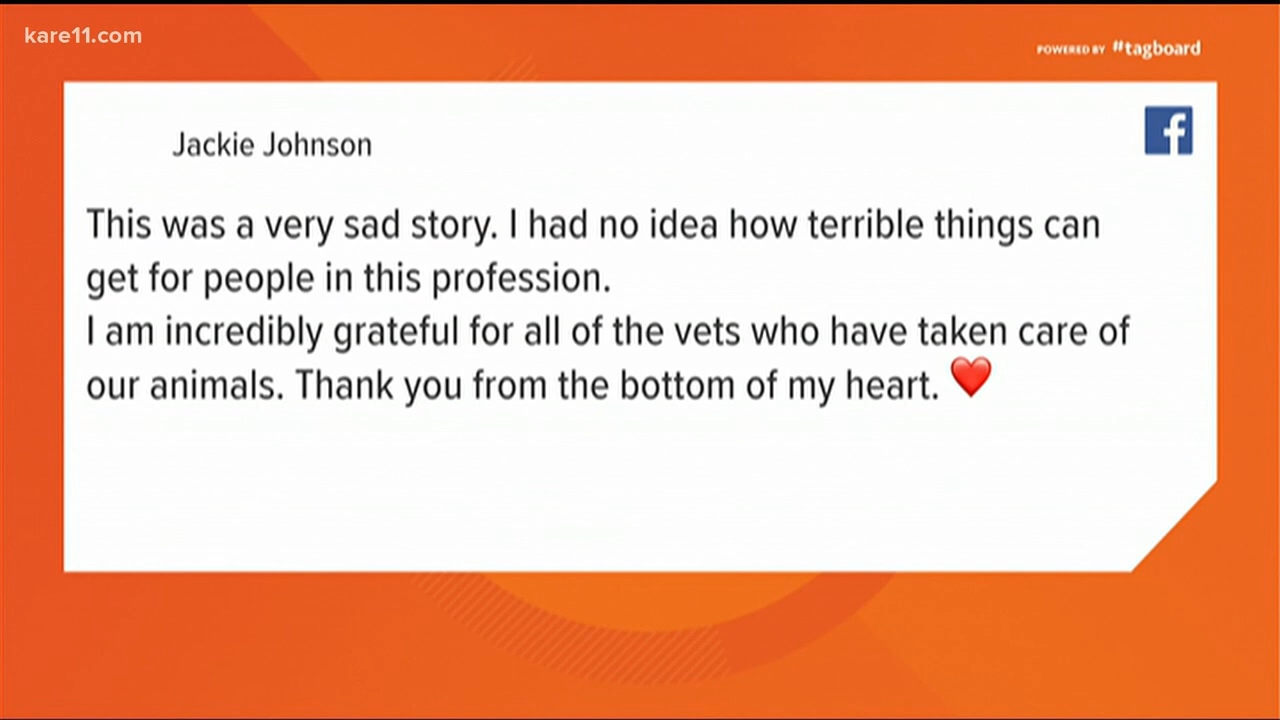 kare11.com
POWERED BY #tagboard
Jackie Johnson
This was a very sad story. I had no idea how terrible things can
get for people in this profession.
I am incredibly grateful for all of the vets who have taken care of
our animals. Thank you from the bottom of my heart. ❤️